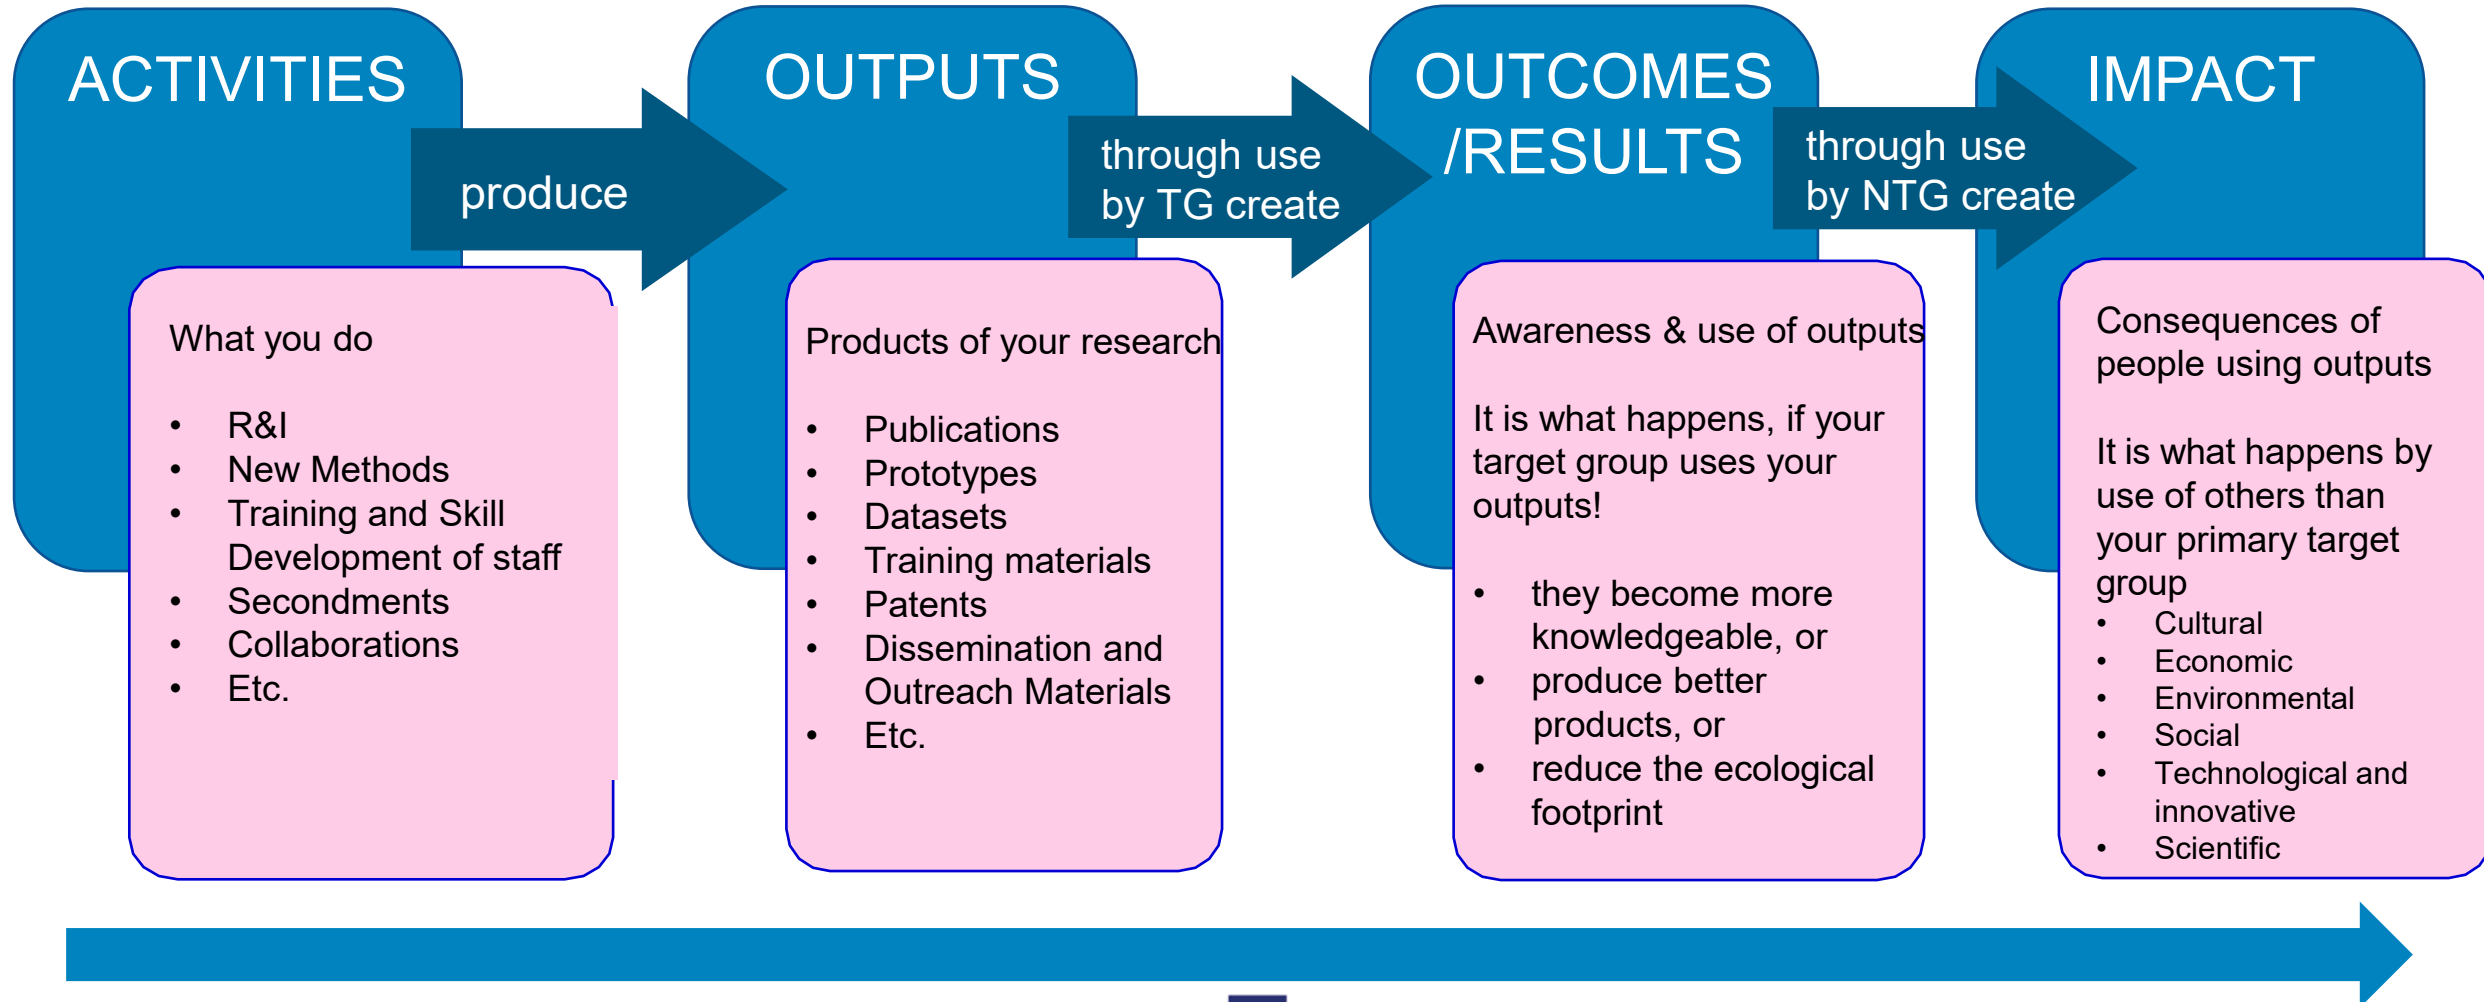 ACTIVITIES
produce
What you do
• R&I
• New Methods
• Training and Skill
Development of staff
• Secondments
• Collaborations
• Etc.
OUTPUTS
through use
by TG create
Products of your research
• Publications
• Prototypes
• Datasets
• Training materials
• Patents
• Dissemination and
Outreach Materials
• Etc.
OUTCOMES
/RESULTS
through use
by NTG create
Awareness & use of outputs
It is what happens, if your
target group uses your
outputs!
• they become more
knowledgeable, or
• produce better
products, or
• reduce the ecological
footprint
IMPACT
Consequences of
people using outputs
It is what happens by
use of others than
your primary target
group
• Cultural
• Economic
• Environmental
• Social
• Technological and
innovative
• Scientific